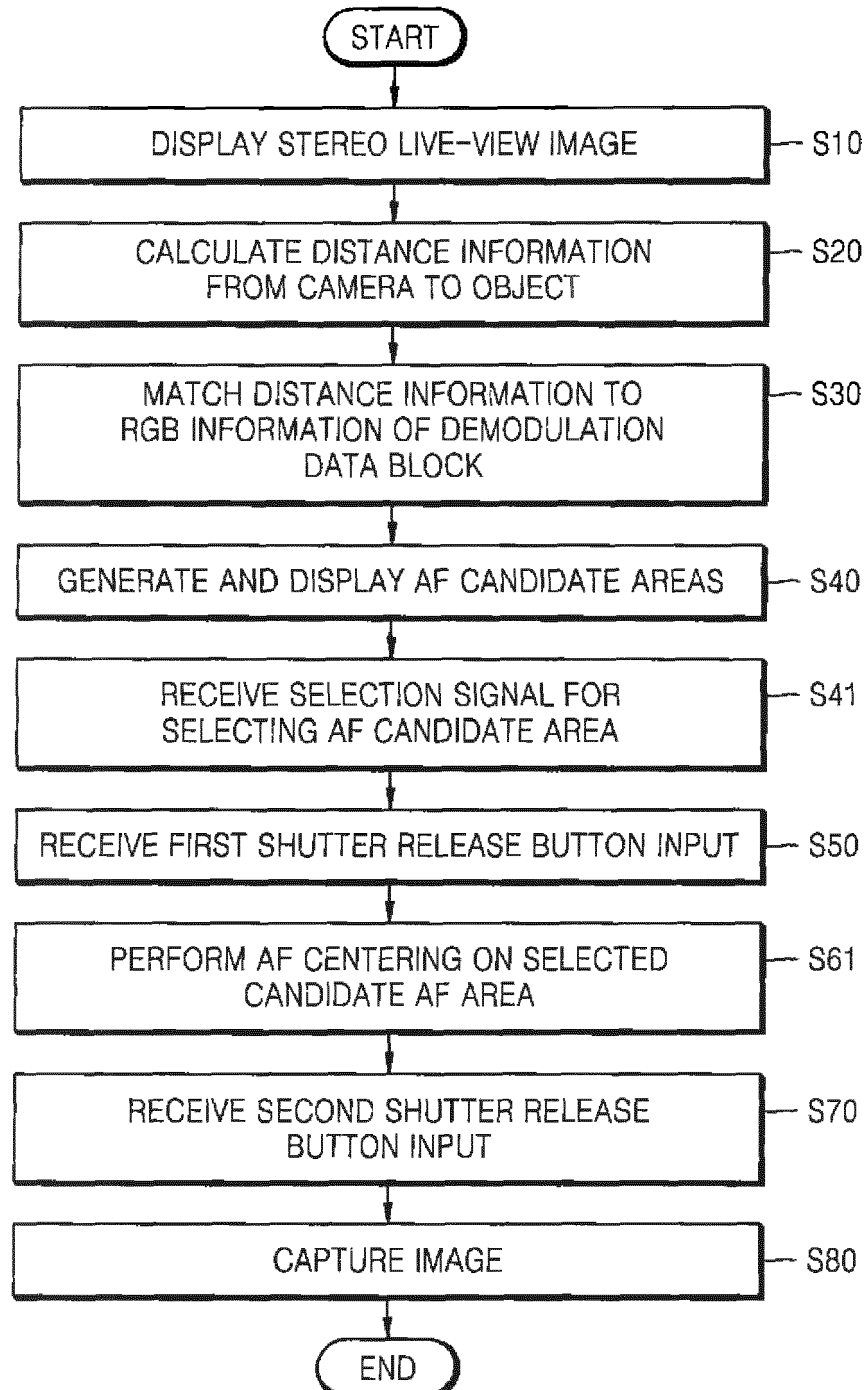 START
DISPLAY STEREO LIVE-VIEW IMAGE
S10
CALCULATE DISTANCE INFORMATION
FROM CAMERA TO OBJECT
S20
MATCH DISTANCE INFORMATION TO
RGB INFORMATION OF DEMODULATION
DATA BLOCK
S30
GENERATE AND DISPLAY AF CANDIDATE AREAS
S40
RECEIVE SELECTION SIGNAL FOR
SELECTING AF CANDIDATE AREA
S41
RECEIVE FIRST SHUTTER RELEASE BUTTON INPUT
S50
PERFORM AF CENTERING ON SELECTED
CANDIDATE AF AREA
S61
RECEIVE SECOND SHUTTER RELEASE
BUTTON INPUT
S70
CAPTURE IMAGE
S80
END